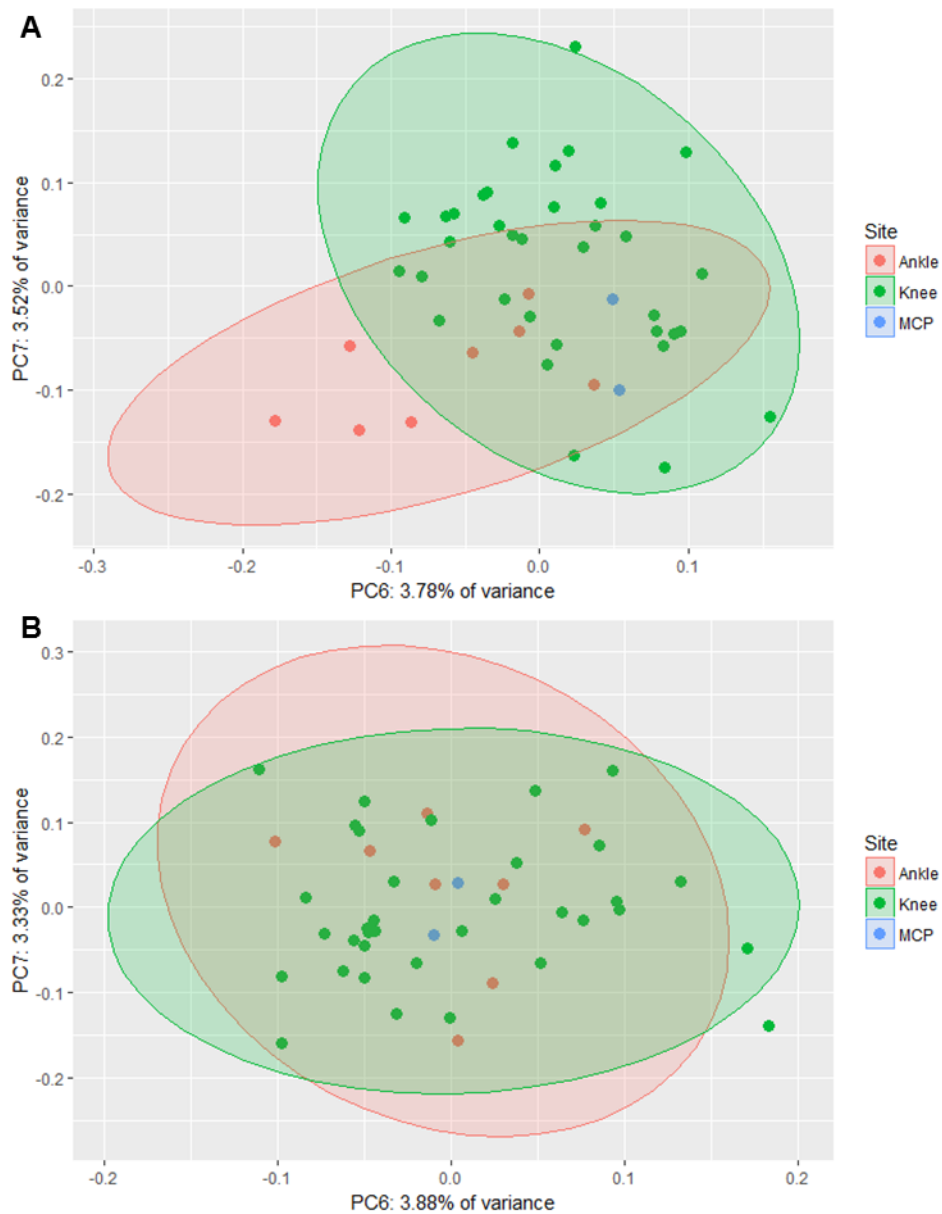 A
0.2
0.1
0.0
-0.1
-0.2
PC7: 3.52% of variance
-0.3
-0.2
-0.1
0.0
0.1
PC6: 3.78% of variance
Site
Ankle
Knee
MCP
B
0.3
0.2
0.1
0.0
-0.1
-0.2
PC7: 3.33% of variance
-0.2
-0.1
0.0
0.1
0.2
PC6: 3.88% of variance
Site
Ankle
Knee
MCP